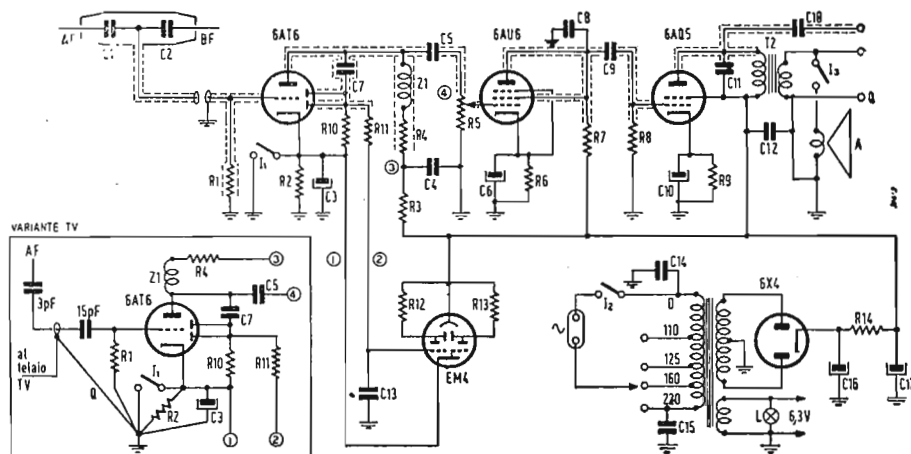 AF
C2
BF
6AT6
C5
6AU6
C8
6AQ5
C18
C7
Z1
C9
C11
T2
I3
④
R10
R11
R4
R5
R7
R8
Q
R1
I1
R2
C3
③
C4
C6
R6
C10
R9
C12
A
R3
VARIANTE TV
AF
Z1
R4
③
①
②
C14
6X4
3pF
15pF
6AT6
C5
④
C7
R12
R13
I2
0
R14
110
al
telaio
TV
R1
R10
R11
EM4
125
Q
I1
160
C16
C17
R2
C3
C13
220
L
6,3V
①
②
C15